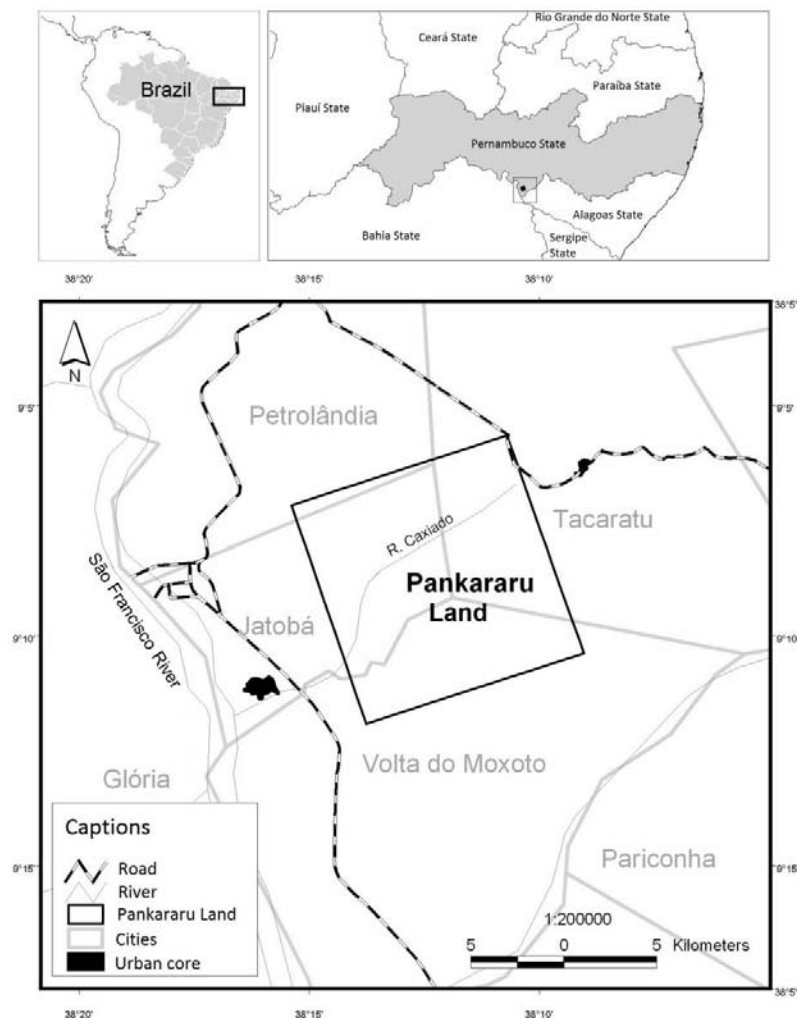 Brazil
Rio Grande do Norte State
Ceará State
Paraíba State
Piauí State
Pernambuco State
Alagoas State
Bahia State
Sergipe
State
38°20'
38°15'
38°10'
38°5'
N
9°5'
9°5'
Petrolândia
Tacaratu
R. Caxiado
Pankararu
Land
São Francisco River
Jatobá
9°10'
9°10'
Glória
Volta do Moxoto
Captions
Road
River
Pankararu Land
Cities
Urban core
9°15'
9°15'
Pariconha
1:200000
5
0
5
Kilometers
38°20'
38°15'
38°10'
38°5'